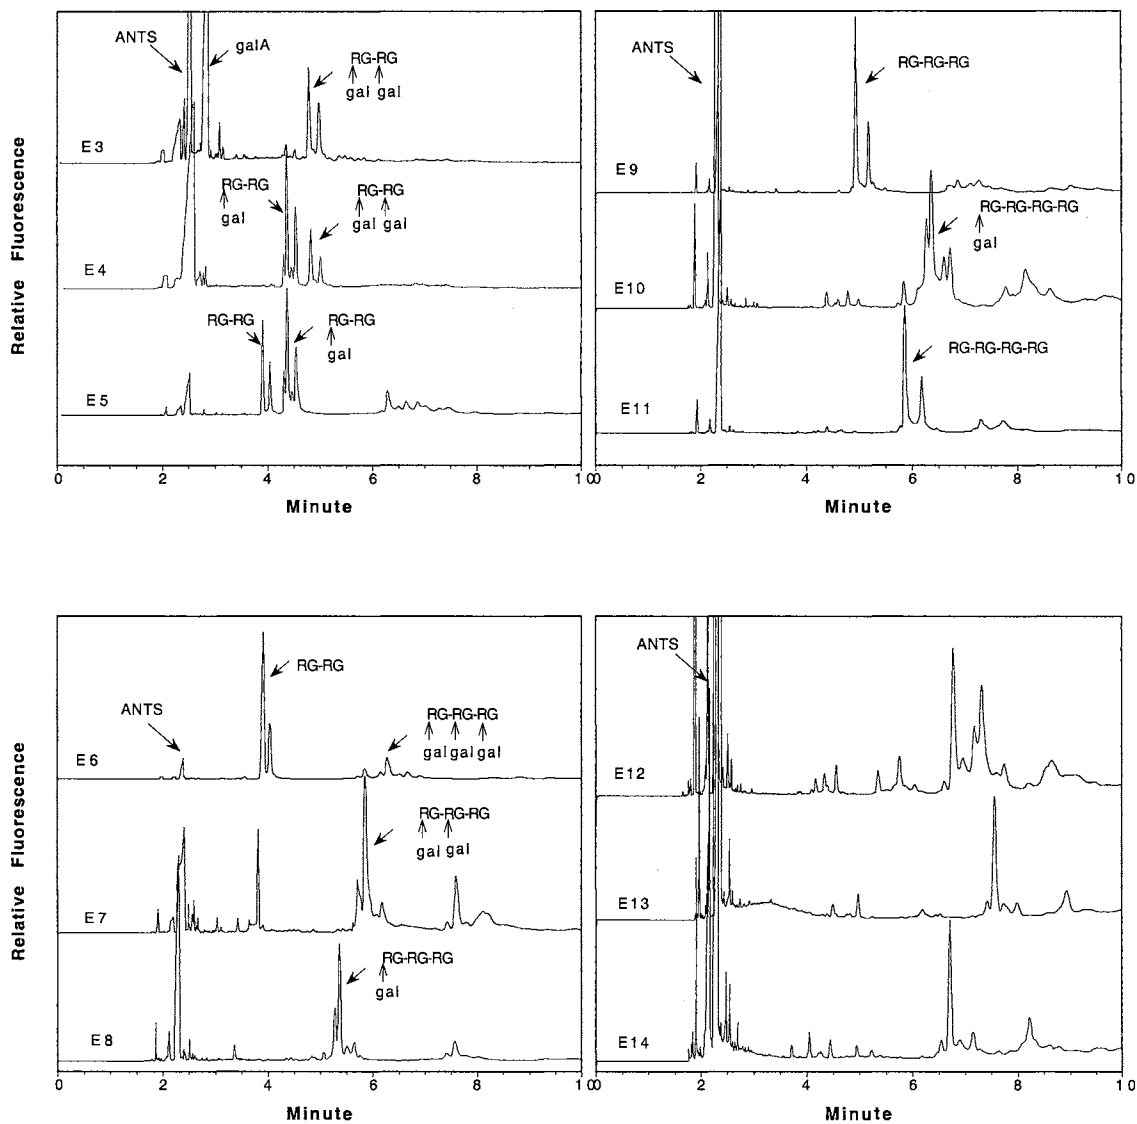 ANTS
galA
RG-RG
gal gal
E3
RG-RG
gal
RG-RG
gal gal
E4
RG-RG
RG-RG
gal
E5
0 2 4 6 8 10
Minute
Relative Fluorescence
ANTS
RG-RG-RG
E9
RG-RG-RG-RG
gal
E10
RG-RG-RG-RG
E11
0 2 4 6 8 10
Minute
RG-RG
ANTS
RG-RG-RG
gal gal gal
E6
RG-RG-RG
gal gal
E7
RG-RG-RG
gal
E8
0 2 4 6 8 10
Minute
Relative Fluorescence
ANTS
E12
E13
E14
0 2 4 6 8 10
Minute